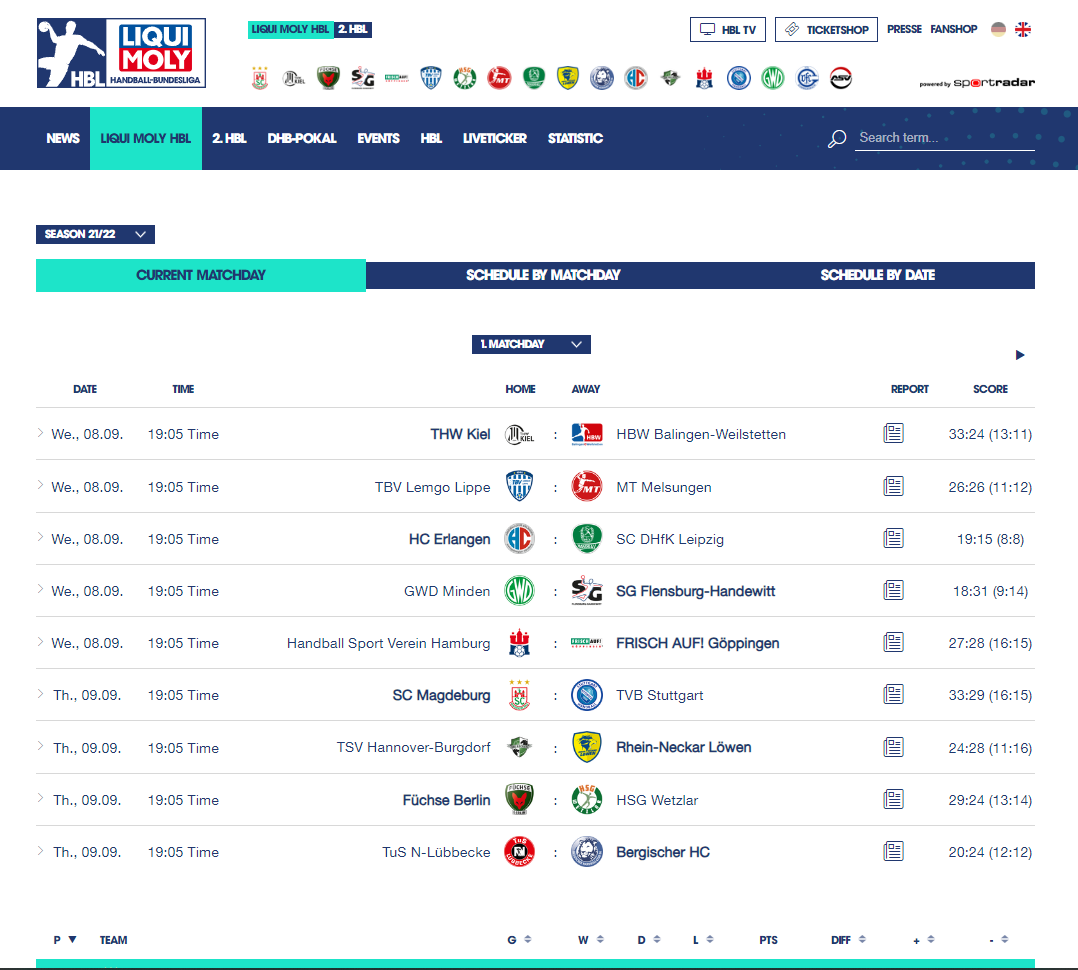 LIQUI MOLY HBL 2. HBL
HBL TV TICKETSHOP PRESSE FANSHOP
LIQUI
MOLY
HBL HANDBALL-BUNDESLIGA
powered by sportradar
NEWS LIQUI MOLY HBL 2. HBL DHB-POKAL EVENTS HBL LIVETICKER STATISTIC Search term...
SEASON 21/22
CURRENT MATCHDAY SCHEDULE BY MATCHDAY SCHEDULE BY DATE
1. MATCHDAY
DATE TIME HOME AWAY REPORT SCORE
We., 08.09. 19:05 Time THW Kiel : HBW Balingen-Weilstetten 33:24 (13:11)
We., 08.09. 19:05 Time TBV Lemgo Lippe : MT Melsungen 26:26 (11:12)
We., 08.09. 19:05 Time HC Erlangen : SC DHfK Leipzig 19:15 (8:8)
We., 08.09. 19:05 Time GWD Minden : SG Flensburg-Handewitt 18:31 (9:14)
We., 08.09. 19:05 Time Handball Sport Verein Hamburg : FRISCH AUF! Göppingen 27:28 (16:15)
Th., 09.09. 19:05 Time SC Magdeburg : TVB Stuttgart 33:29 (16:15)
Th., 09.09. 19:05 Time TSV Hannover-Burgdorf : Rhein-Neckar Löwen 24:28 (11:16)
Th., 09.09. 19:05 Time Füchse Berlin : HSG Wetzlar 29:24 (13:14)
Th., 09.09. 19:05 Time TuS N-Lübbecke : Bergischer HC 20:24 (12:12)
P TEAM G W D L PTS DIFF + -